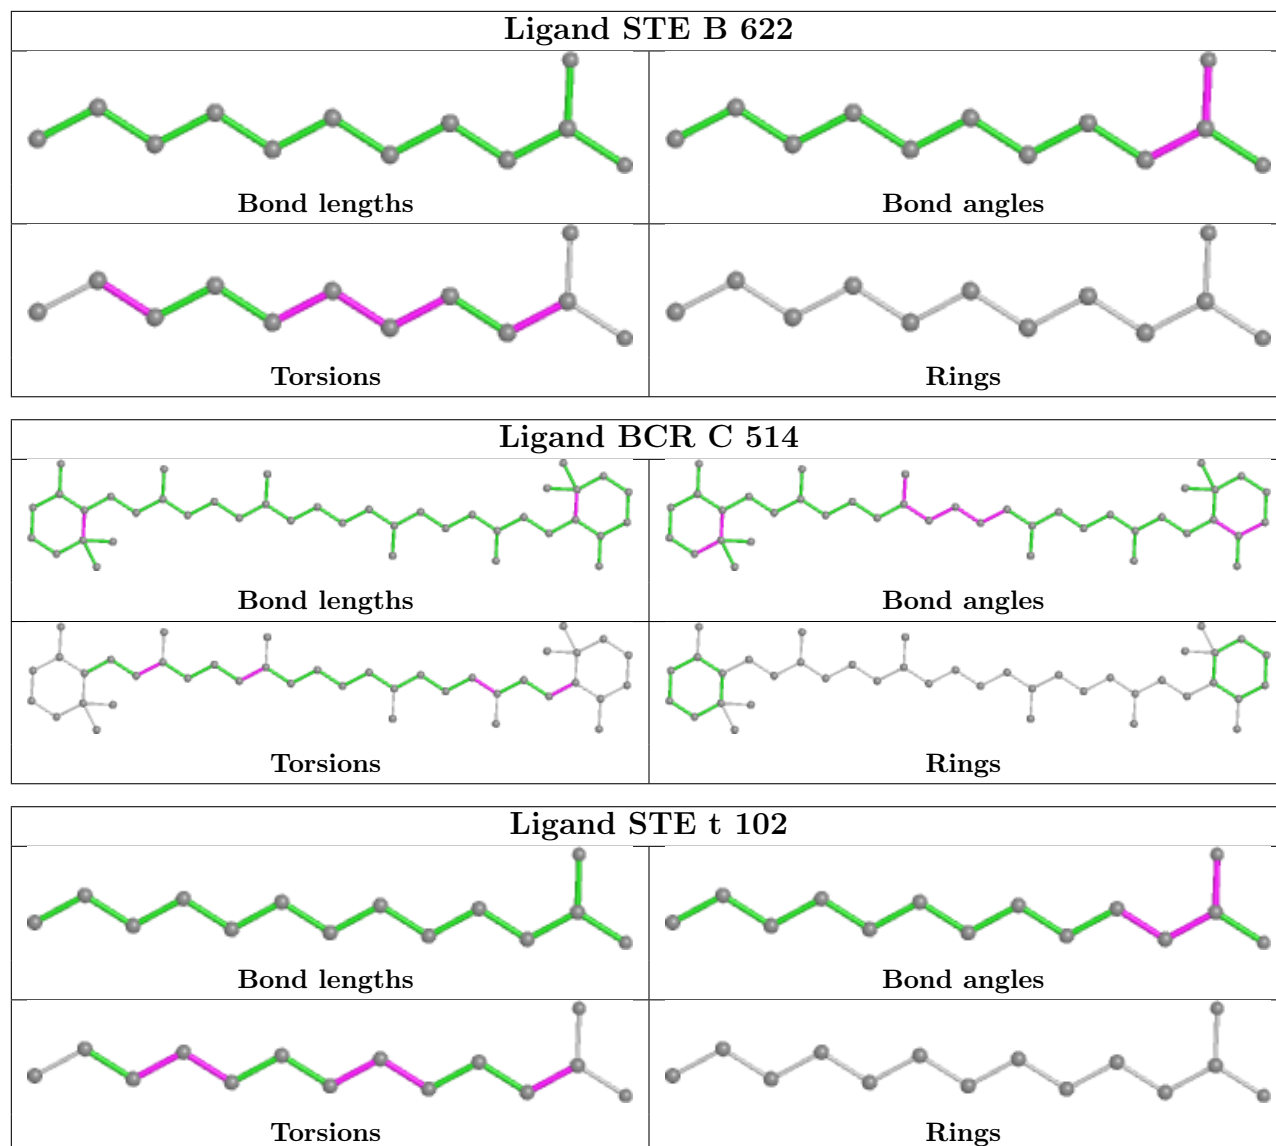 Ligand STE B 622
Bond lengths
Bond angles
Torsions
Rings
Ligand BCR C 514
Bond lengths
Bond angles
Torsions
Rings
Ligand STE t 102
Bond lengths
Bond angles
Torsions
Rings